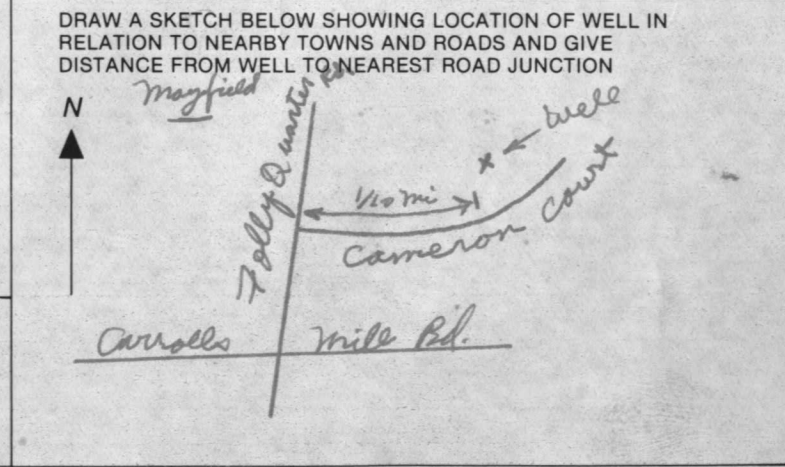 DRAW A SKETCH BELOW SHOWING LOCATION OF WELL IN
RELATION TO NEARBY TOWNS AND ROADS AND GIVE
DISTANCE FROM WELL TO NEAREST ROAD JUNCTION
Mayfield
N
Folly Quarter Rd
Well
1/10 mi
Cameron Court
Carrolls Mill Rd.